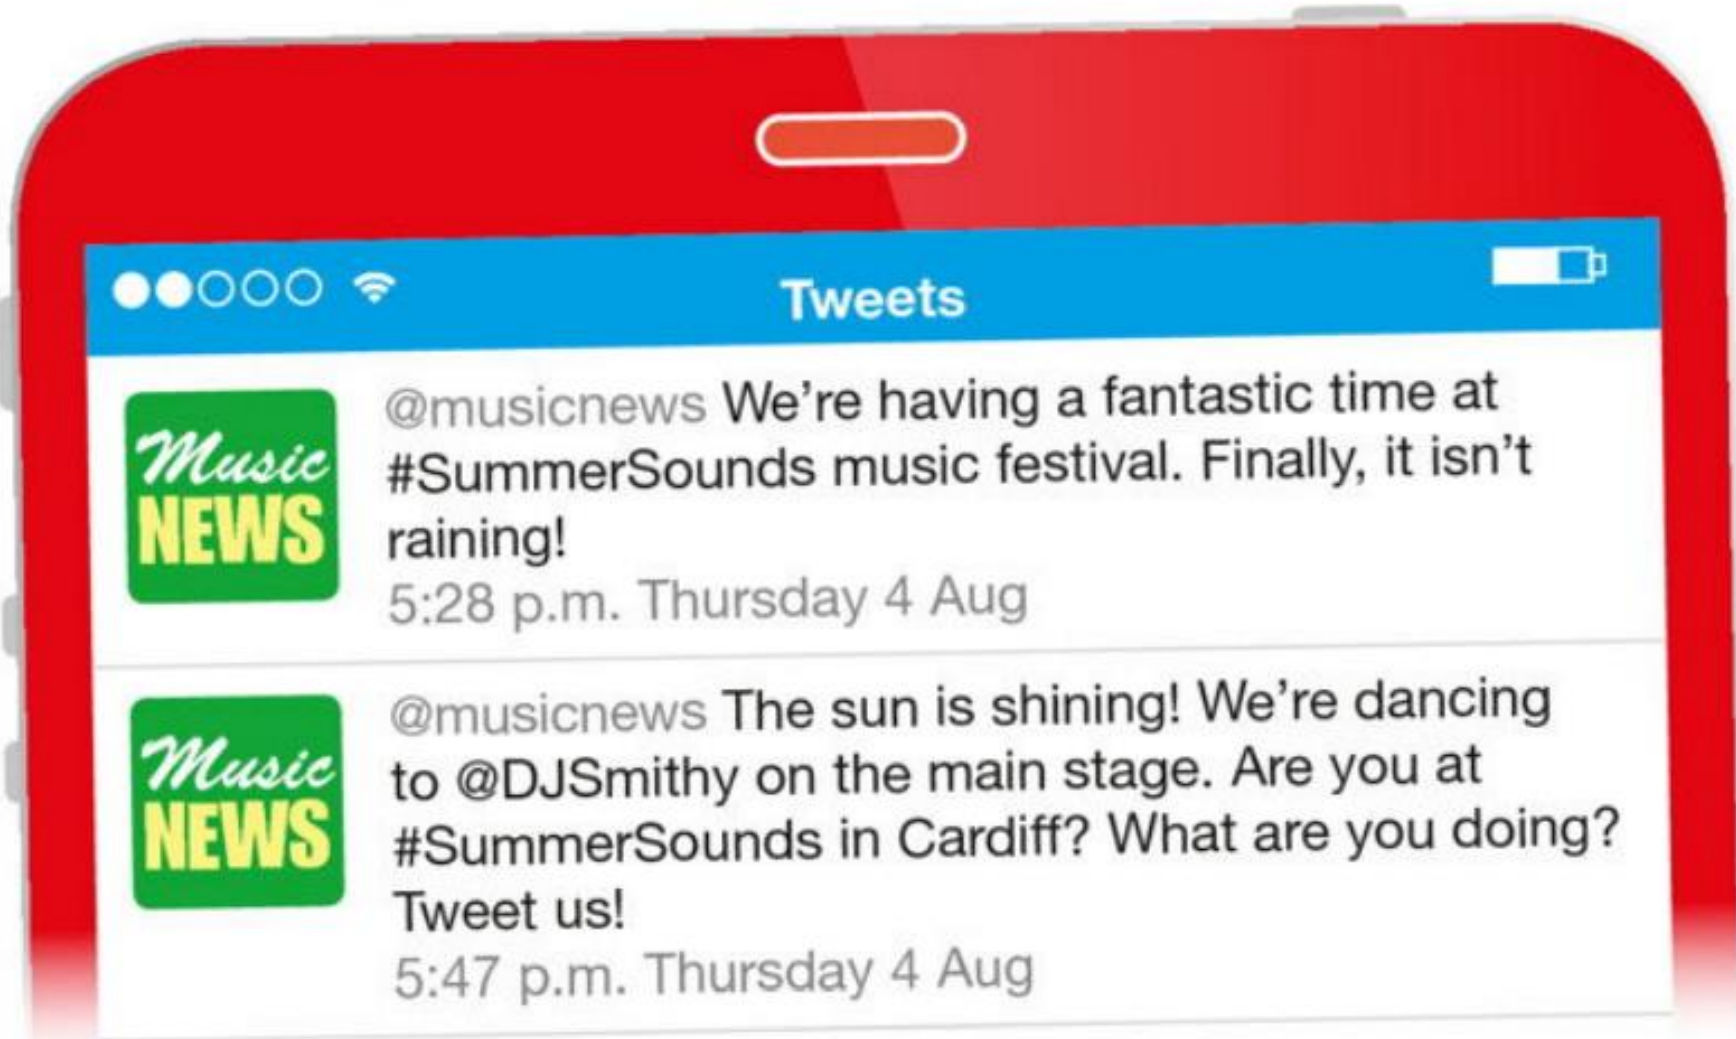 Tweets
Music
NEWS
@musicnews We're having a fantastic time at
#SummerSounds music festival. Finally, it isn't
raining!
5:28 p.m. Thursday 4 Aug
Music
NEWS
@musicnews The sun is shining! We're dancing
to @DJSmithy on the main stage. Are you at
#SummerSounds in Cardiff? What are you doing?
Tweet us!
5:47 p.m. Thursday 4 Aug